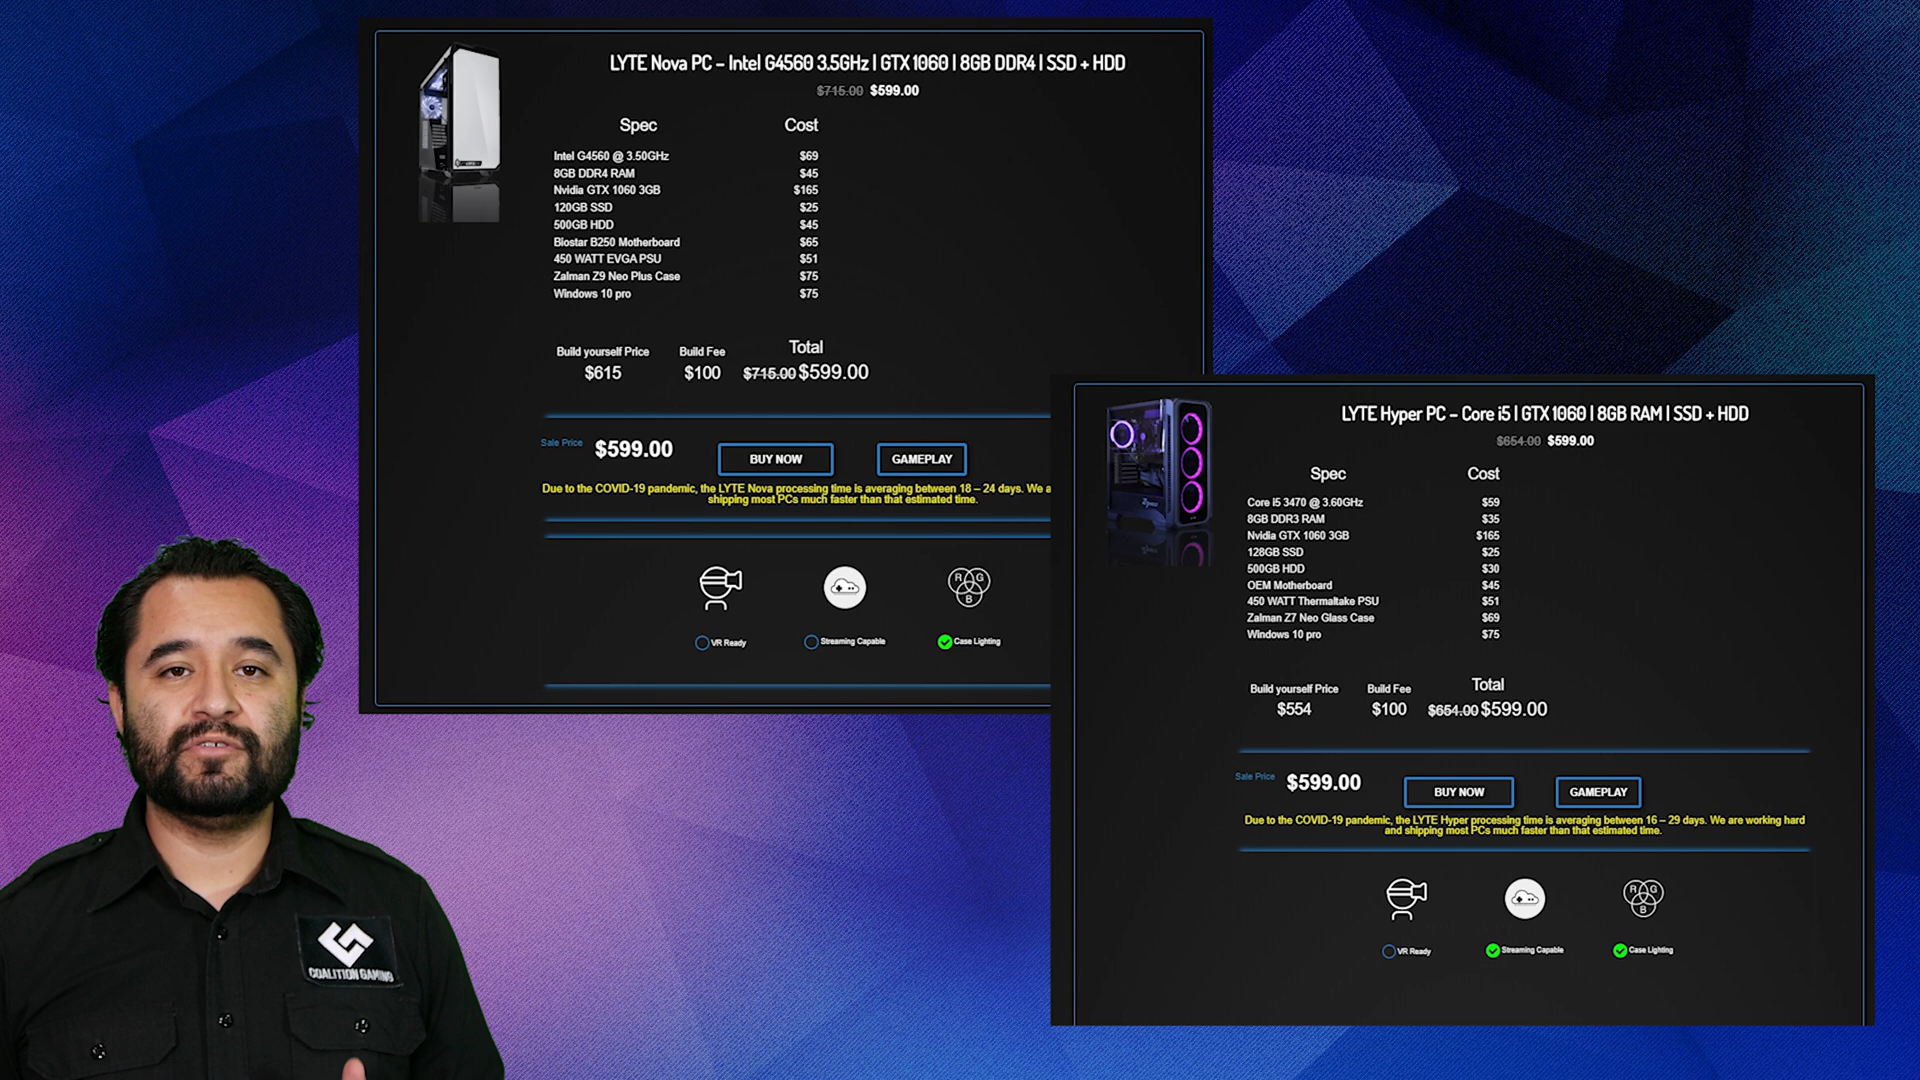 LYTE Nova PC – Intel G4560 3.5GHz | GTX 1060 | 8GB DDR4 | SSD + HDD
$715.00 $599.00
Spec Cost
Intel G4560 @ 3.50GHz $69
8GB DDR4 RAM $45
Nvidia GTX 1060 3GB $165
120GB SSD $25
500GB HDD $45
Biostar B250 Motherboard $65
450 WATT EVGA PSU $51
Zalman Z9 Neo Plus Case $75
Windows 10 pro $75
Build yourself Price Build Fee Total
$615 $100 $715.00 $599.00
Sale Price $599.00 BUY NOW GAMEPLAY
Due to the COVID-19 pandemic, the LYTE Nova processing time is averaging between 18 – 24 days. We a
shipping most PCs much faster than that estimated time.
R G
B
VR Ready Streaming Capable Case Lighting
LYTE Hyper PC – Core i5 | GTX 1060 | 8GB RAM | SSD + HDD
$654.00 $599.00
Spec Cost
Core i5 3470 @ 3.60GHz $59
8GB DDR3 RAM $35
Nvidia GTX 1060 3GB $165
128GB SSD $25
500GB HDD $30
OEM Motherboard $45
450 WATT Thermaltake PSU $51
Zalman Z7 Neo Glass Case $69
Windows 10 pro $75
Build yourself Price Build Fee Total
$554 $100 $654.00 $599.00
Sale Price $599.00 BUY NOW GAMEPLAY
Due to the COVID-19 pandemic, the LYTE Hyper processing time is averaging between 16 – 29 days. We are working hard
and shipping most PCs much faster than that estimated time.
R G
B
VR Ready Streaming Capable Case Lighting
COALITION GAMING